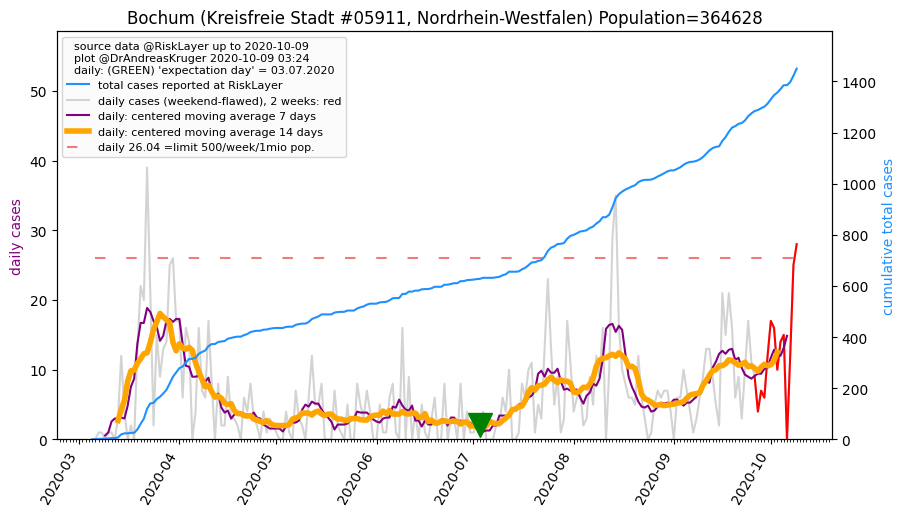 Bochum (Kreisfreie Stadt #05911, Nordrhein-Westfalen) Population=364628
source data @RiskLayer up to 2020-10-09
plot @DrAndreasKruger 2020-10-09 03:24
daily: (GREEN) 'expectation day' = 03.07.2020
total cases reported at RiskLayer
daily cases (weekend-flawed), 2 weeks: red
daily: centered moving average 7 days
daily: centered moving average 14 days
daily 26.04 =limit 500/week/1mio pop.
daily cases
50
40
30
20
10
0
cumulative total cases
1400
1200
1000
800
600
400
200
0
2020-03
2020-04
2020-05
2020-06
2020-07
2020-08
2020-09
2020-10